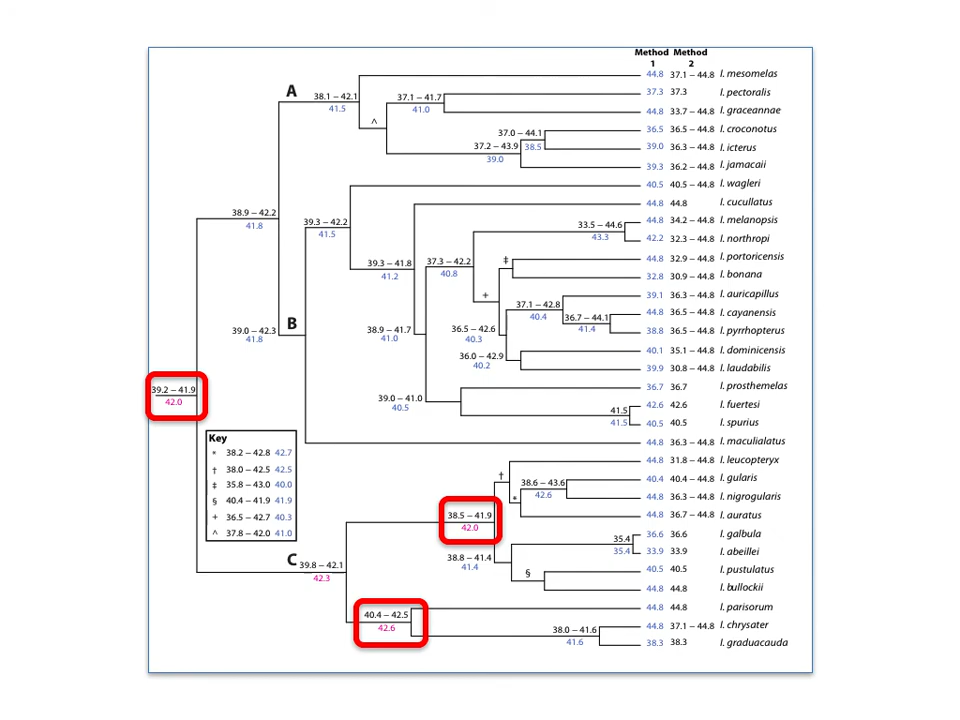 Method Method
1 2
44.8 37.1 – 44.8 I. mesomelas
A 38.1 – 42.1 37.1 – 41.7 37.3 37.3 I. pectoralis
41.5 41.0 44.8 33.7 – 44.8 I. graceannae
^ 37.0 – 44.1 36.5 36.5 – 44.8 I. croconotus
37.2 – 43.9 38.5 39.0 36.3 – 44.8 I. icterus
39.0 39.3 36.2 – 44.8 I. jamacaii
40.5 40.5 – 44.8 I. wagleri
38.9 – 42.2 39.3 – 42.2 44.8 44.8 I. cucullatus
41.8 41.5 33.5 – 44.6 44.8 34.2 – 44.8 I. melanopsis
43.3 42.2 32.3 – 44.8 I. northropi
39.3 – 41.8 37.3 – 42.2 ‡ 44.8 32.9 – 44.8 I. portoricensis
41.2 40.8 32.8 30.9 – 44.8 I. bonana
+ 39.1 36.3 – 44.8 I. auricapillus
37.1 – 42.8 36.7 – 44.1 44.8 36.5 – 44.8 I. cayanensis
40.4 41.4 38.8 36.5 – 44.8 I. pyrrhopterus
39.0 – 42.3 B 38.9 – 41.7 36.5 – 42.6
41.8 41.0 40.3 40.1 35.1 – 44.8 I. dominicensis
36.0 – 42.9 39.9 30.8 – 44.8 I. laudabilis
40.2
39.2 – 41.9 36.7 36.7 I. prosthemelas
42.0 39.0 – 41.0 42.6 42.6 I. fuertesi
40.5 41.5 40.5 40.5 I. spurius
41.5
44.8 36.3 – 44.8 I. maculialatus
Key
* 38.2 – 42.8 42.7
† 38.0 – 42.5 42.5
‡ 35.8 – 43.0 40.0
§ 40.4 – 41.9 41.9
+ 36.5 – 42.7 40.3
^ 37.8 – 42.0 41.0
44.8 31.8 – 44.8 I. leucopteryx
† 38.6 – 43.6 40.4 40.4 – 44.8 I. gularis
* 42.6 44.8 36.3 – 44.8 I. nigrogularis
38.5 – 41.9 44.8 36.7 – 44.8 I. auratus
42.0
35.4 36.6 36.6 I. galbula
38.8 – 41.4 35.4 33.9 33.9 I. abeillei
41.4 § 40.5 40.5 I. pustulatus
C 39.8 – 42.1 44.8 44.8 I. bullockii
42.3
40.4 – 42.5 44.8 44.8 I. parisorum
42.6 38.0 – 41.6 44.8 37.1 – 44.8 I. chrysater
41.6 38.3 38.3 I. graduacauda